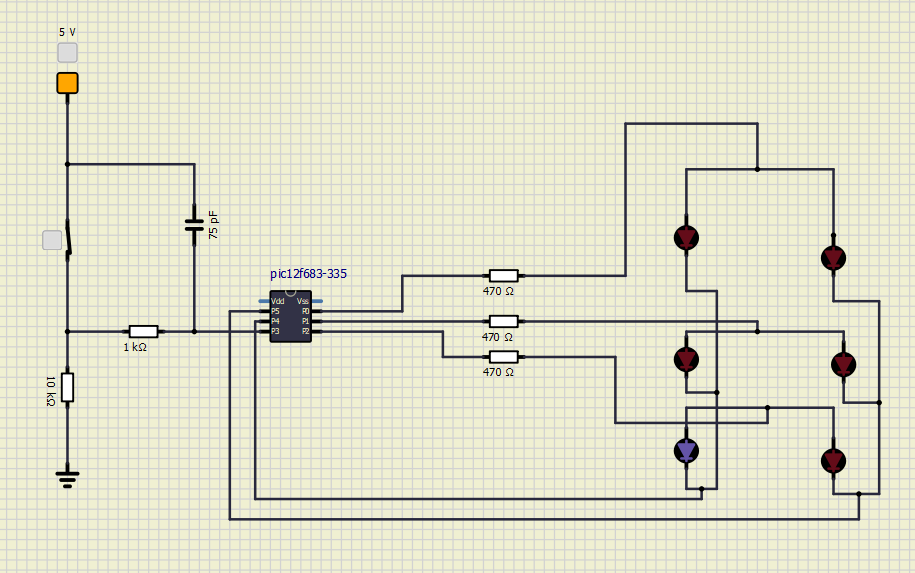 5 V
75 pF
pic12f683-335
Vdd Vss
P5 P0
P4 P1
P3 P2
470 Ω
470 Ω
470 Ω
1 kΩ
10 kΩ